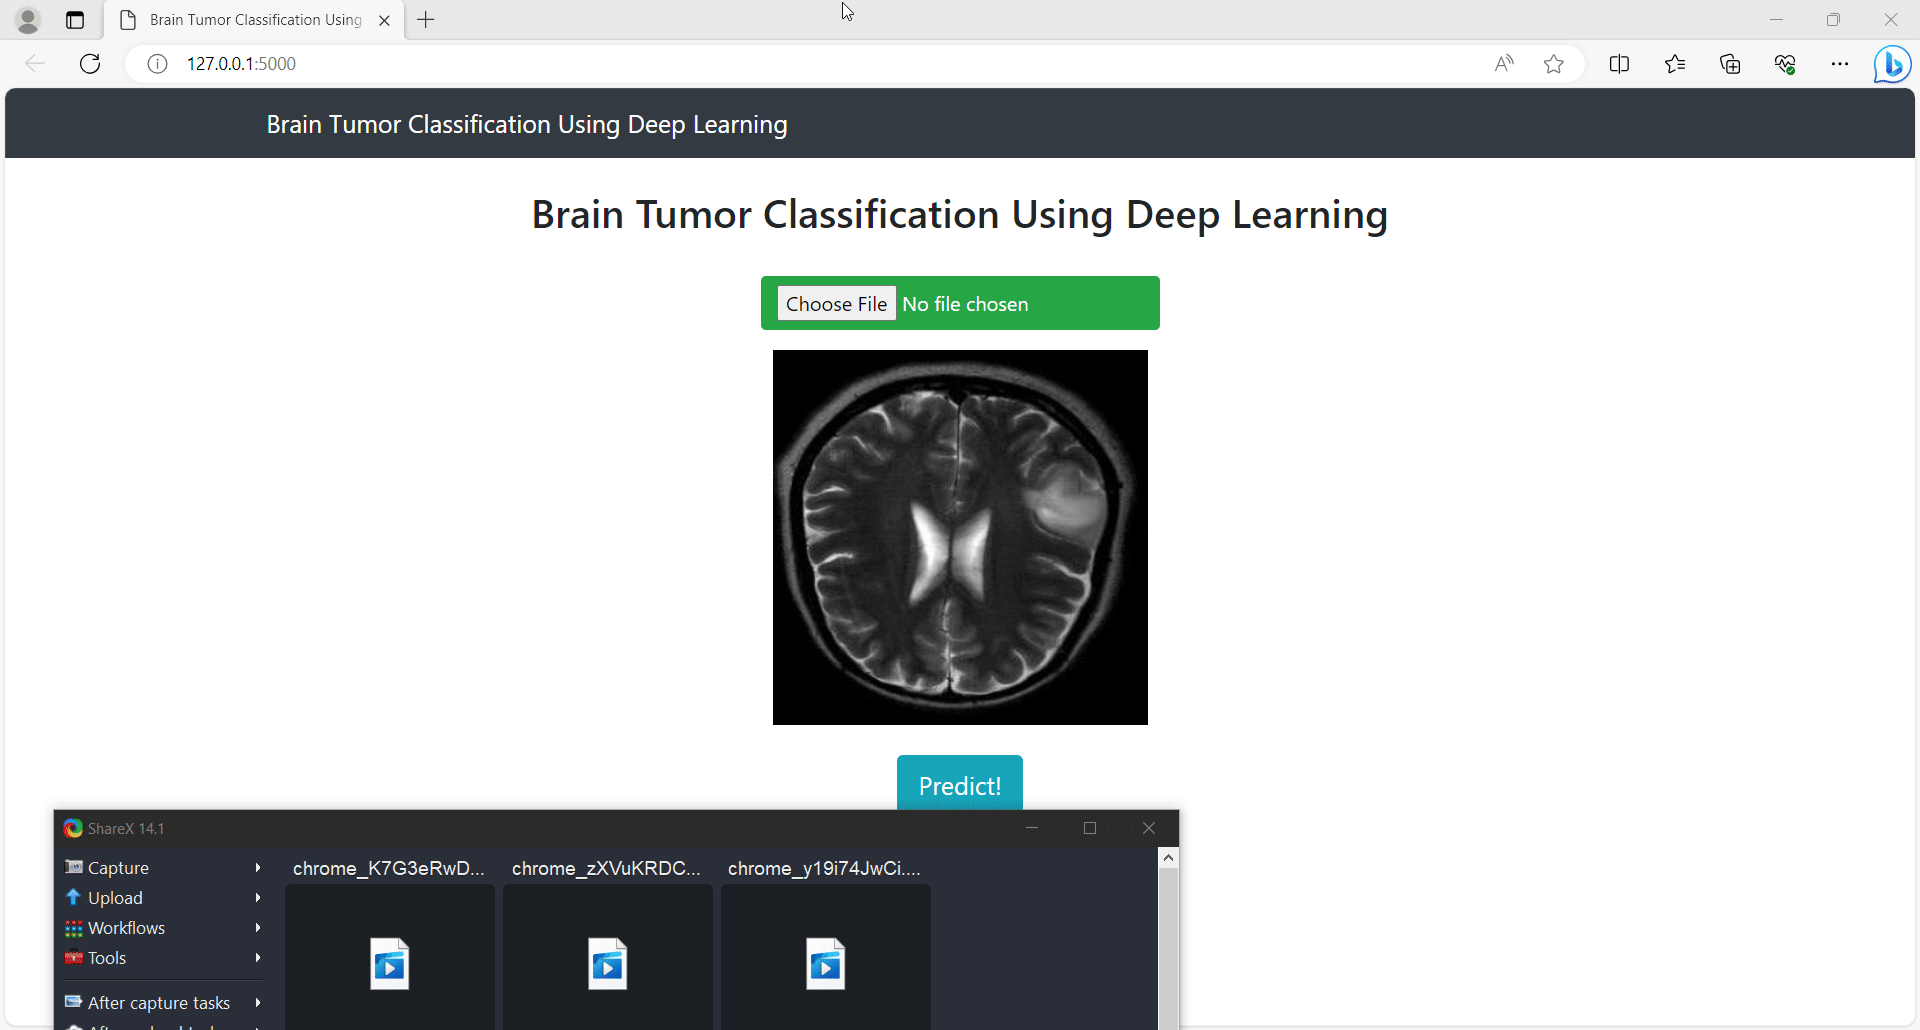 Brain Tumor Classification Using
127.0.0.1:5000
Brain Tumor Classification Using Deep Learning
Brain Tumor Classification Using Deep Learning
Choose File No file chosen
Predict!
ShareX 14.1
Capture
Upload
Workflows
Tools
After capture tasks
chrome_K7G3eRwD... chrome_zXVuKRDC... chrome_y19i74JwCi....